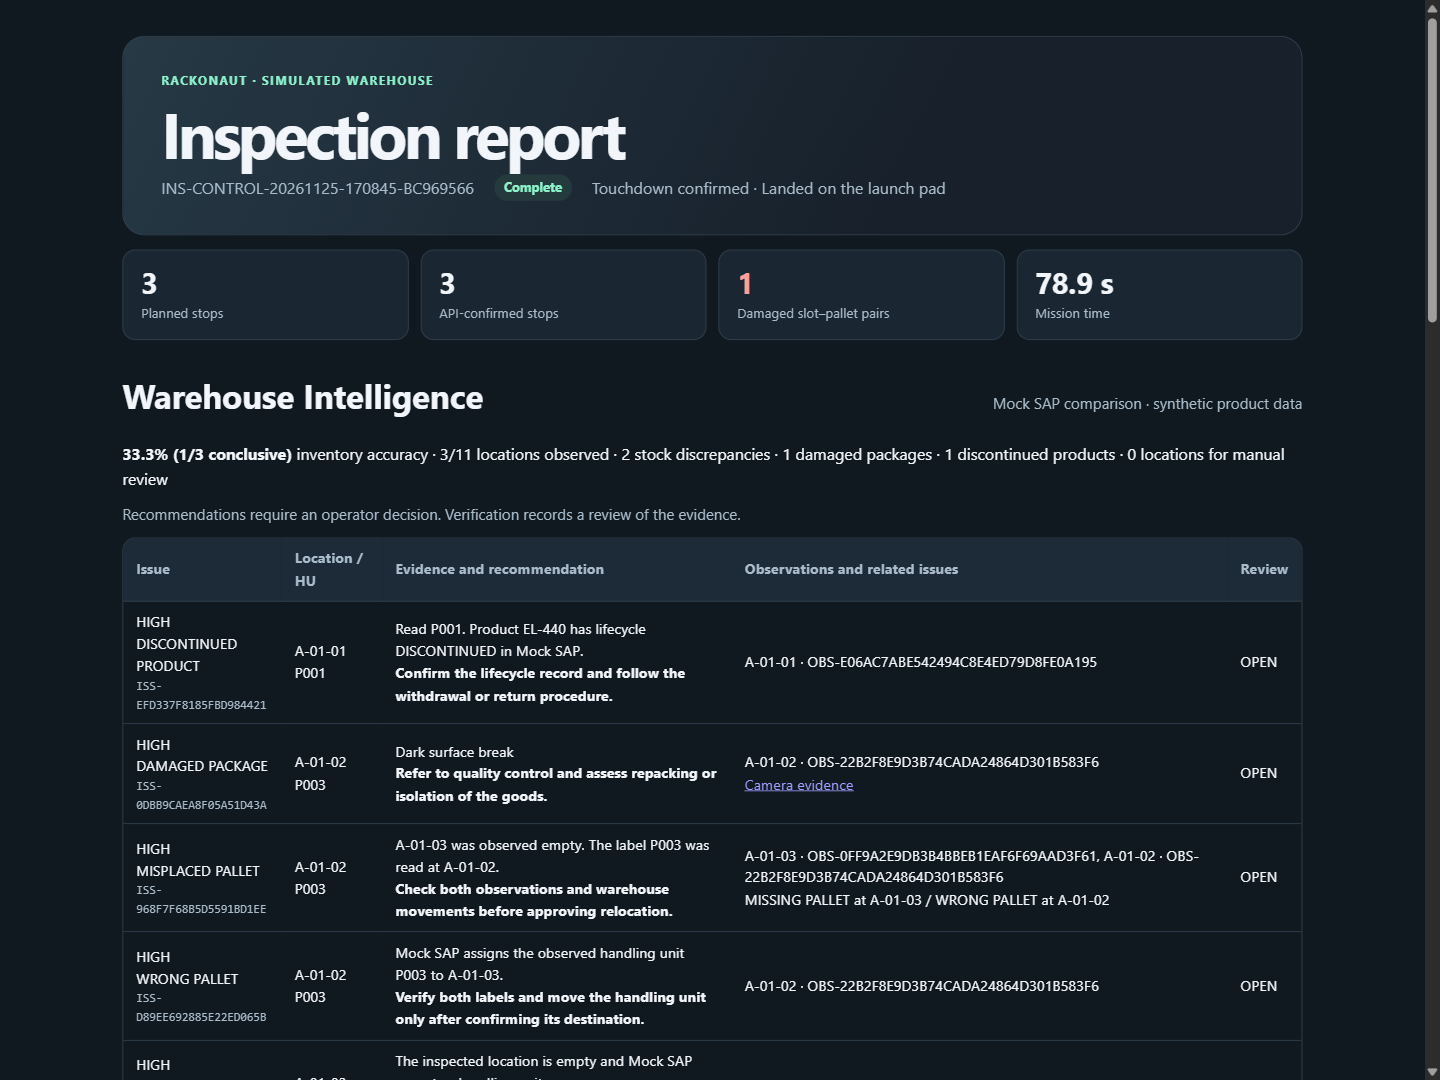 RACKONAUT · SIMULATED WAREHOUSE
Inspection report
INS-CONTROL-20261125-170845-BC969566
Complete
Touchdown confirmed · Landed on the launch pad
3
Planned stops
3
API-confirmed stops
1
Damaged slot–pallet pairs
78.9 s
Mission time
Warehouse Intelligence
Mock SAP comparison · synthetic product data
33.3% (1/3 conclusive) inventory accuracy · 3/11 locations observed · 2 stock discrepancies · 1 damaged packages · 1 discontinued products · 0 locations for manual
review
Recommendations require an operator decision. Verification records a review of the evidence.
Issue
Location /
HU
Evidence and recommendation
Observations and related issues
Review
HIGH
DISCONTINUED
PRODUCT
ISS-
EFD337F8185FBD984421
A-01-01
P001
Read P001. Product EL-440 has lifecycle
DISCONTINUED in Mock SAP.
Confirm the lifecycle record and follow the
withdrawal or return procedure.
A-01-01 · OBS-E06AC7ABE542494C8E4ED79D8FE0A195
OPEN
HIGH
DAMAGED PACKAGE
ISS-
0DBB9CAEA8F05A51D43A
A-01-02
P003
Dark surface break
Refer to quality control and assess repacking or
isolation of the goods.
A-01-02 · OBS-22B2F8E9D3B74CADA24864D301B583F6
Camera evidence
OPEN
HIGH
MISPLACED PALLET
ISS-
968F7F68B5D5591BD1EE
A-01-02
P003
A-01-03 was observed empty. The label P003 was
read at A-01-02.
Check both observations and warehouse
movements before approving relocation.
A-01-03 · OBS-0FF9A2E9DB3B4BBEB1EAF6F69AAD3F61, A-01-02 · OBS-
22B2F8E9D3B74CADA24864D301B583F6
MISSING PALLET at A-01-03 / WRONG PALLET at A-01-02
OPEN
HIGH
WRONG PALLET
ISS-
D89EE692885E22ED065B
A-01-02
P003
Mock SAP assigns the observed handling unit
P003 to A-01-03.
Verify both labels and move the handling unit
only after confirming its destination.
A-01-02 · OBS-22B2F8E9D3B74CADA24864D301B583F6
OPEN
HIGH
The inspected location is empty and Mock SAP